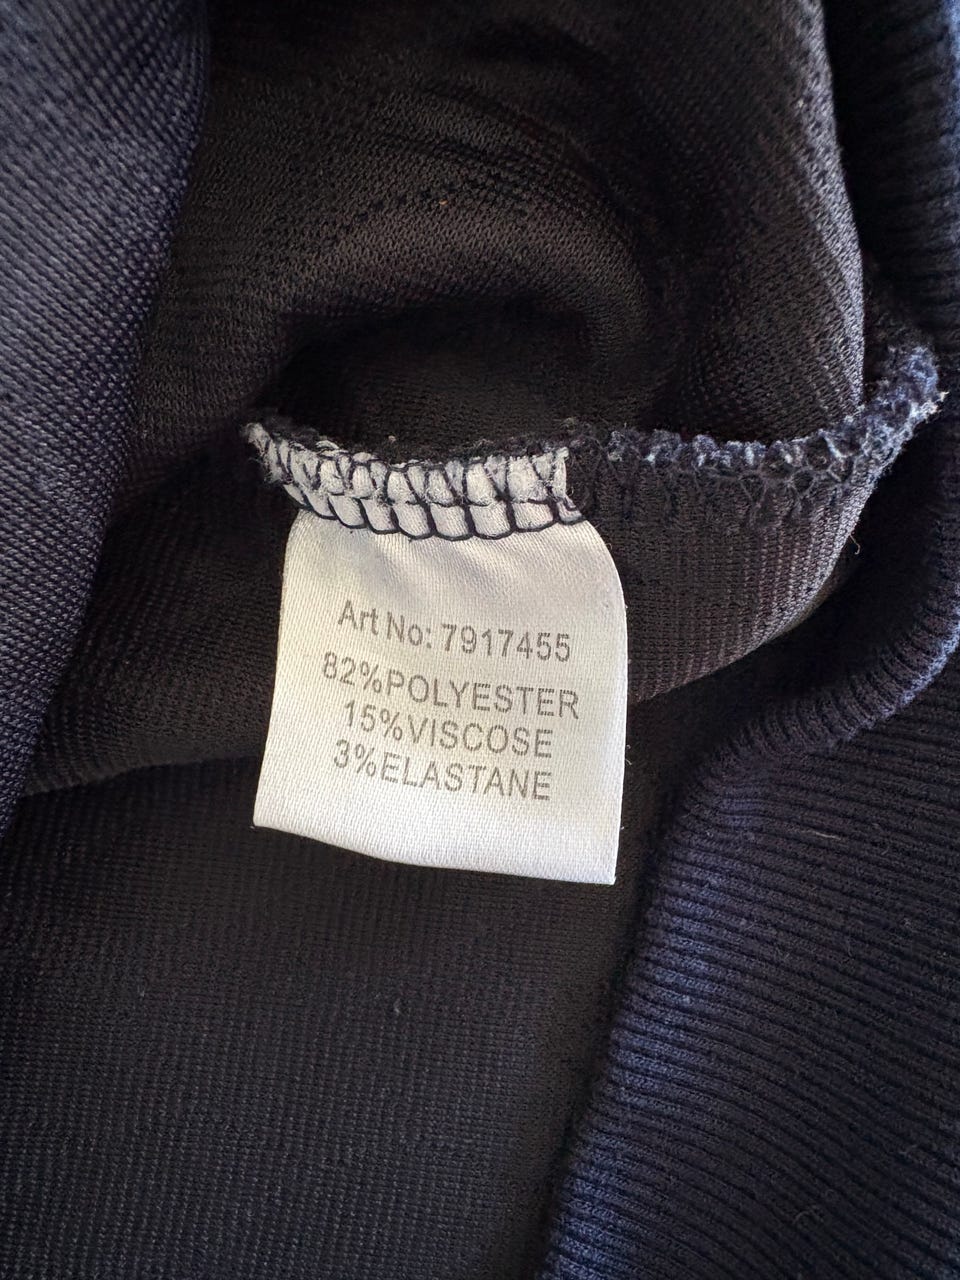 Art No: 7917455
82%POLYESTER
15%VISCOSE
3%ELASTANE